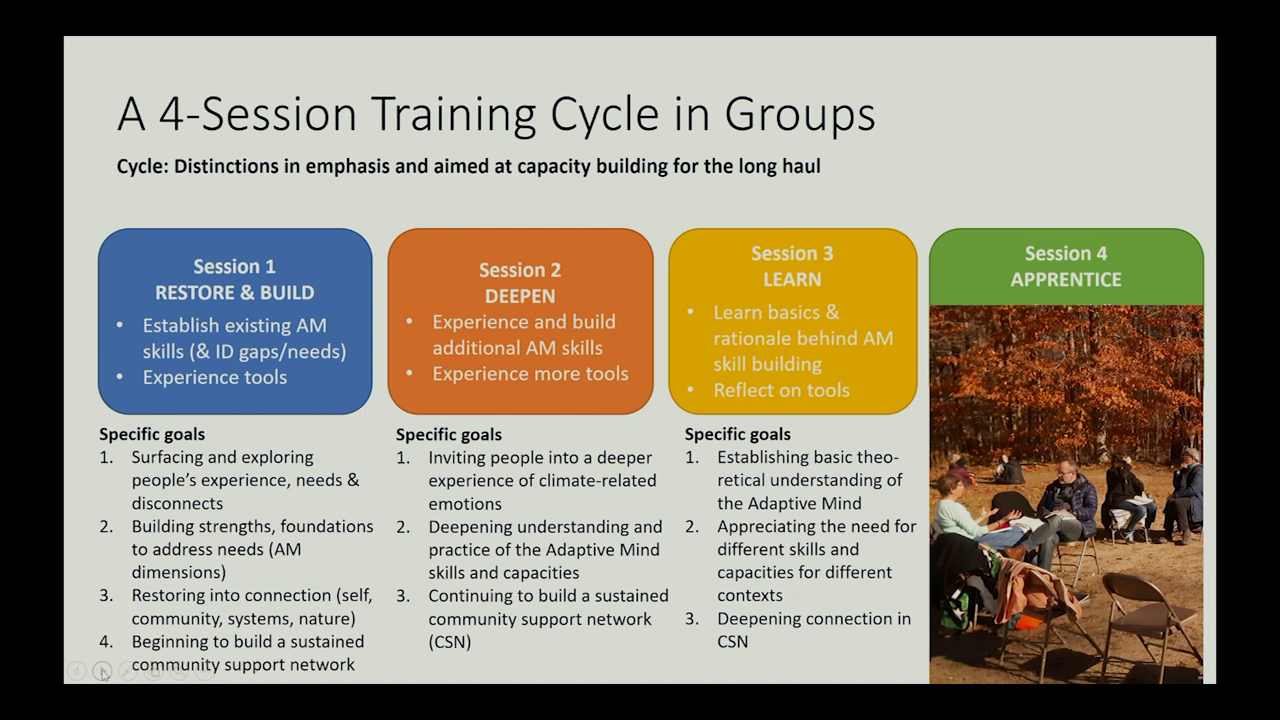 A 4-Session Training Cycle in Groups
Cycle: Distinctions in emphasis and aimed at capacity building for the long haul
Session 1
RESTORE & BUILD
• Establish existing AM
skills (& ID gaps/needs)
• Experience tools
Specific goals
1. Surfacing and exploring
people's experience, needs &
disconnects
2. Building strengths, foundations
to address needs (AM
dimensions)
3. Restoring into connection (self,
community, systems, nature)
4. Beginning to build a sustained
community support network
Session 2
DEEPEN
• Experience and build
additional AM skills
• Experience more tools
Specific goals
1. Inviting people into a deeper
experience of climate-related
emotions
2. Deepening understanding and
practice of the Adaptive Mind
skills and capacities
3. Continuing to build a sustained
community support network
(CSN)
Session 3
LEARN
• Learn basics &
rationale behind AM
skill building
• Reflect on tools
Specific goals
1. Establishing basic theo-
retical understanding of
the Adaptive Mind
2. Appreciating the need for
different skills and
capacities for different
contexts
3. Deepening connection in
CSN
Session 4
APPRENTICE